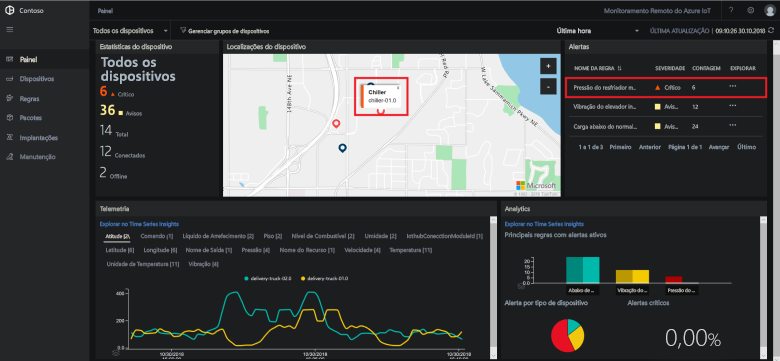 Contoso
Painel
Monitoramento Remoto do Azure IoT
Todos os dispositivos
Gerenciar grupos de dispositivos
Última hora
ÚLTIMA ATUALIZAÇÃO | 09:10:26 30.10.2018
Painel
Dispositivos
Regras
Pacotes
Implantações
Manutenção
Estatísticas do dispositivo
Todos os
dispositivos
6 Crítico
36 Avisos
14 Total
12 Conectados
2 Offline
Localizações do dispositivo
148th Ave NE
Chiller
chiller-01.0
W Lake Sammamish Pkwy NE
+
-
Microsoft
Alertas
NOME DA REGRA SEVERIDADE CONTAGEM EXPLORAR
Pressão do resfriador m... Crítico 6 ...
Vibração do elevador in... Avis... 12 ...
Carga abaixo do normal... Avis... 24 ...
1 a 1 de 3 Primeiro Anterior Página 1 de 1 Avançar Último
Telemetria
Explorar no Time Series Insights
Comando [1] Líquido de Arrefecimento [2] Piso [2] Nível de Combustível [2] Umidade [2]
Latitude [6] Longitude [6] Nome de Saída [1] Pressão [4] Nome do Recurso [1] Velocidade [4] Temperatura [11]
Unidade de Temperatura [11] Vibração [4]
delivery-truck-02.0 delivery-truck-01.0
400
200
0.0
10/30/2018 10/30/2018 10/30/2018
Analytics
Explorar no Time Series Insights
Principais regras com alertas ativos
20
15
10
5
0
Abaixo de ... Vibração do ... Pressão do ...
Alerta por tipo de dispositivo
Alertas críticos
0,00%